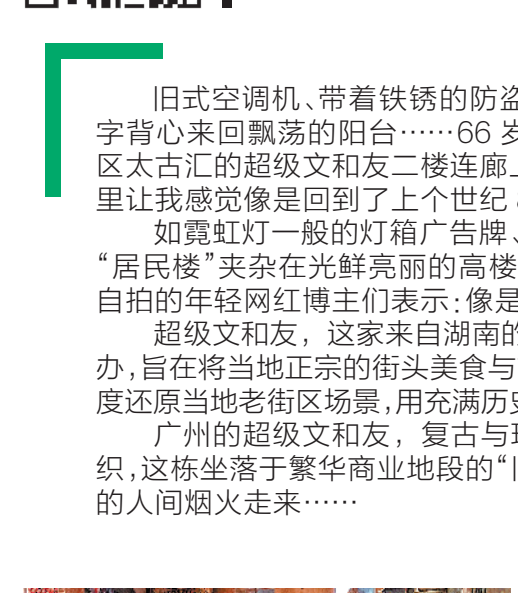 旧式空调机、带着铁锈的防盗
字背心来回飘荡的阳台……66 岁
区太古汇的超级文和友二楼连廊上
里让我感觉像是回到了上个世纪
如霓虹灯一般的灯箱广告牌、
“居民楼”夹杂在光鲜亮丽的高楼
自拍的年轻网红博主们表示:像是
超级文和友，这家来自湖南的
办,旨在将当地正宗的街头美食与
度还原当地老街区场景,用充满历史
广州的超级文和友，复古与现
织,这栋坐落于繁华商业地段的“旧
的人间烟火走来……